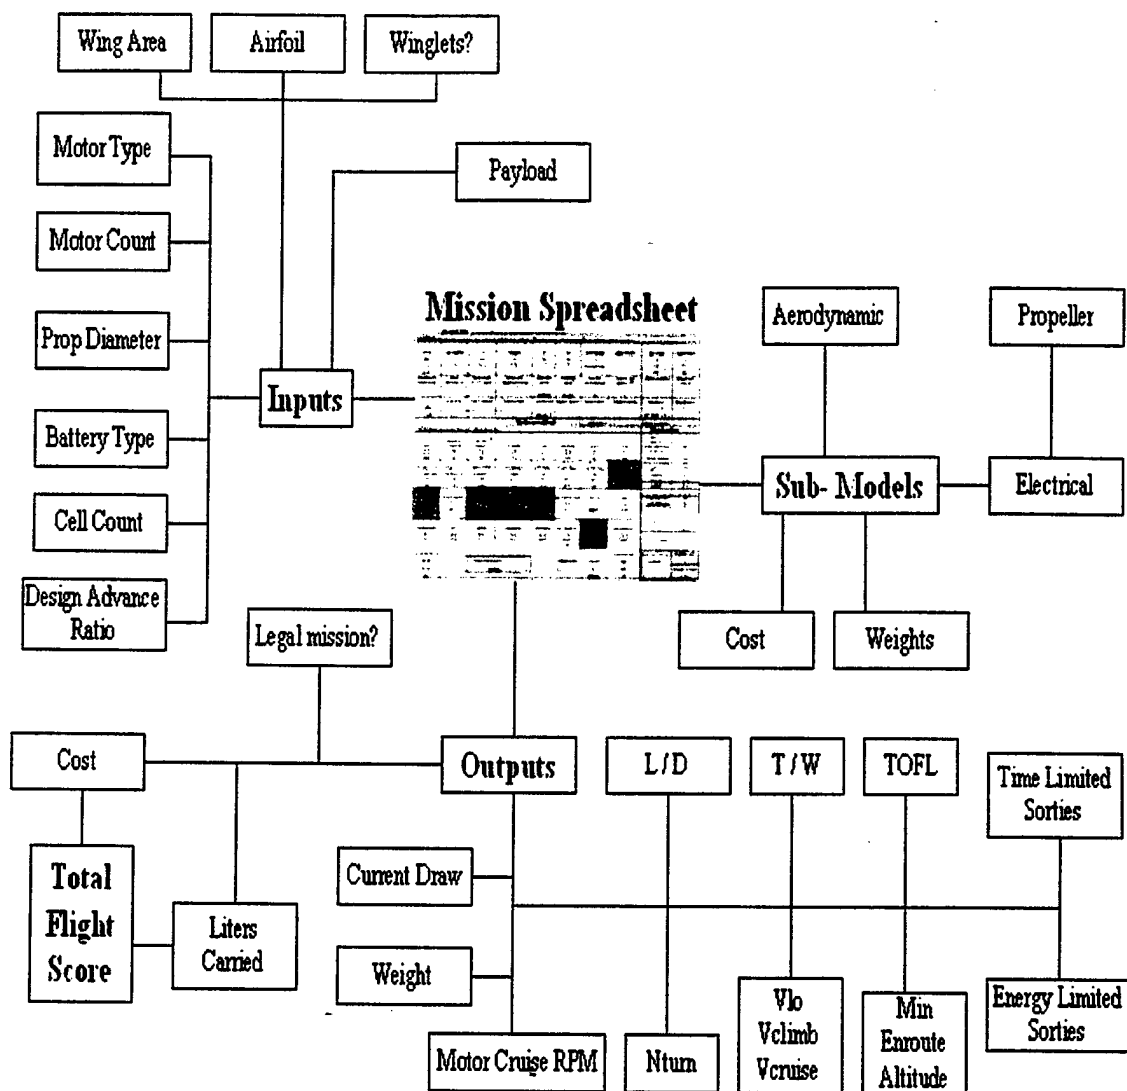 Wing Area
Airfoil
Winglets?
Motor Type
Payload
Motor Count
Mission Spreadsheet
Aerodynamic
Propeller
Prop Diameter
Inputs
Battery Type
Sub- Models
Electrical
Cell Count
Design Advance
Ratio
Legal mission?
Cost
Weights
Cost
Outputs
L / D
T / W
TOFL
Time Limited
Sorties
Total
Flight
Score
Current Draw
Liters
Carried
Weight
Motor Cruise RPM
Nturn
Vlo
Vclimb
Vcruise
Min
Enroute
Altitude
Energy Limited
Sorties